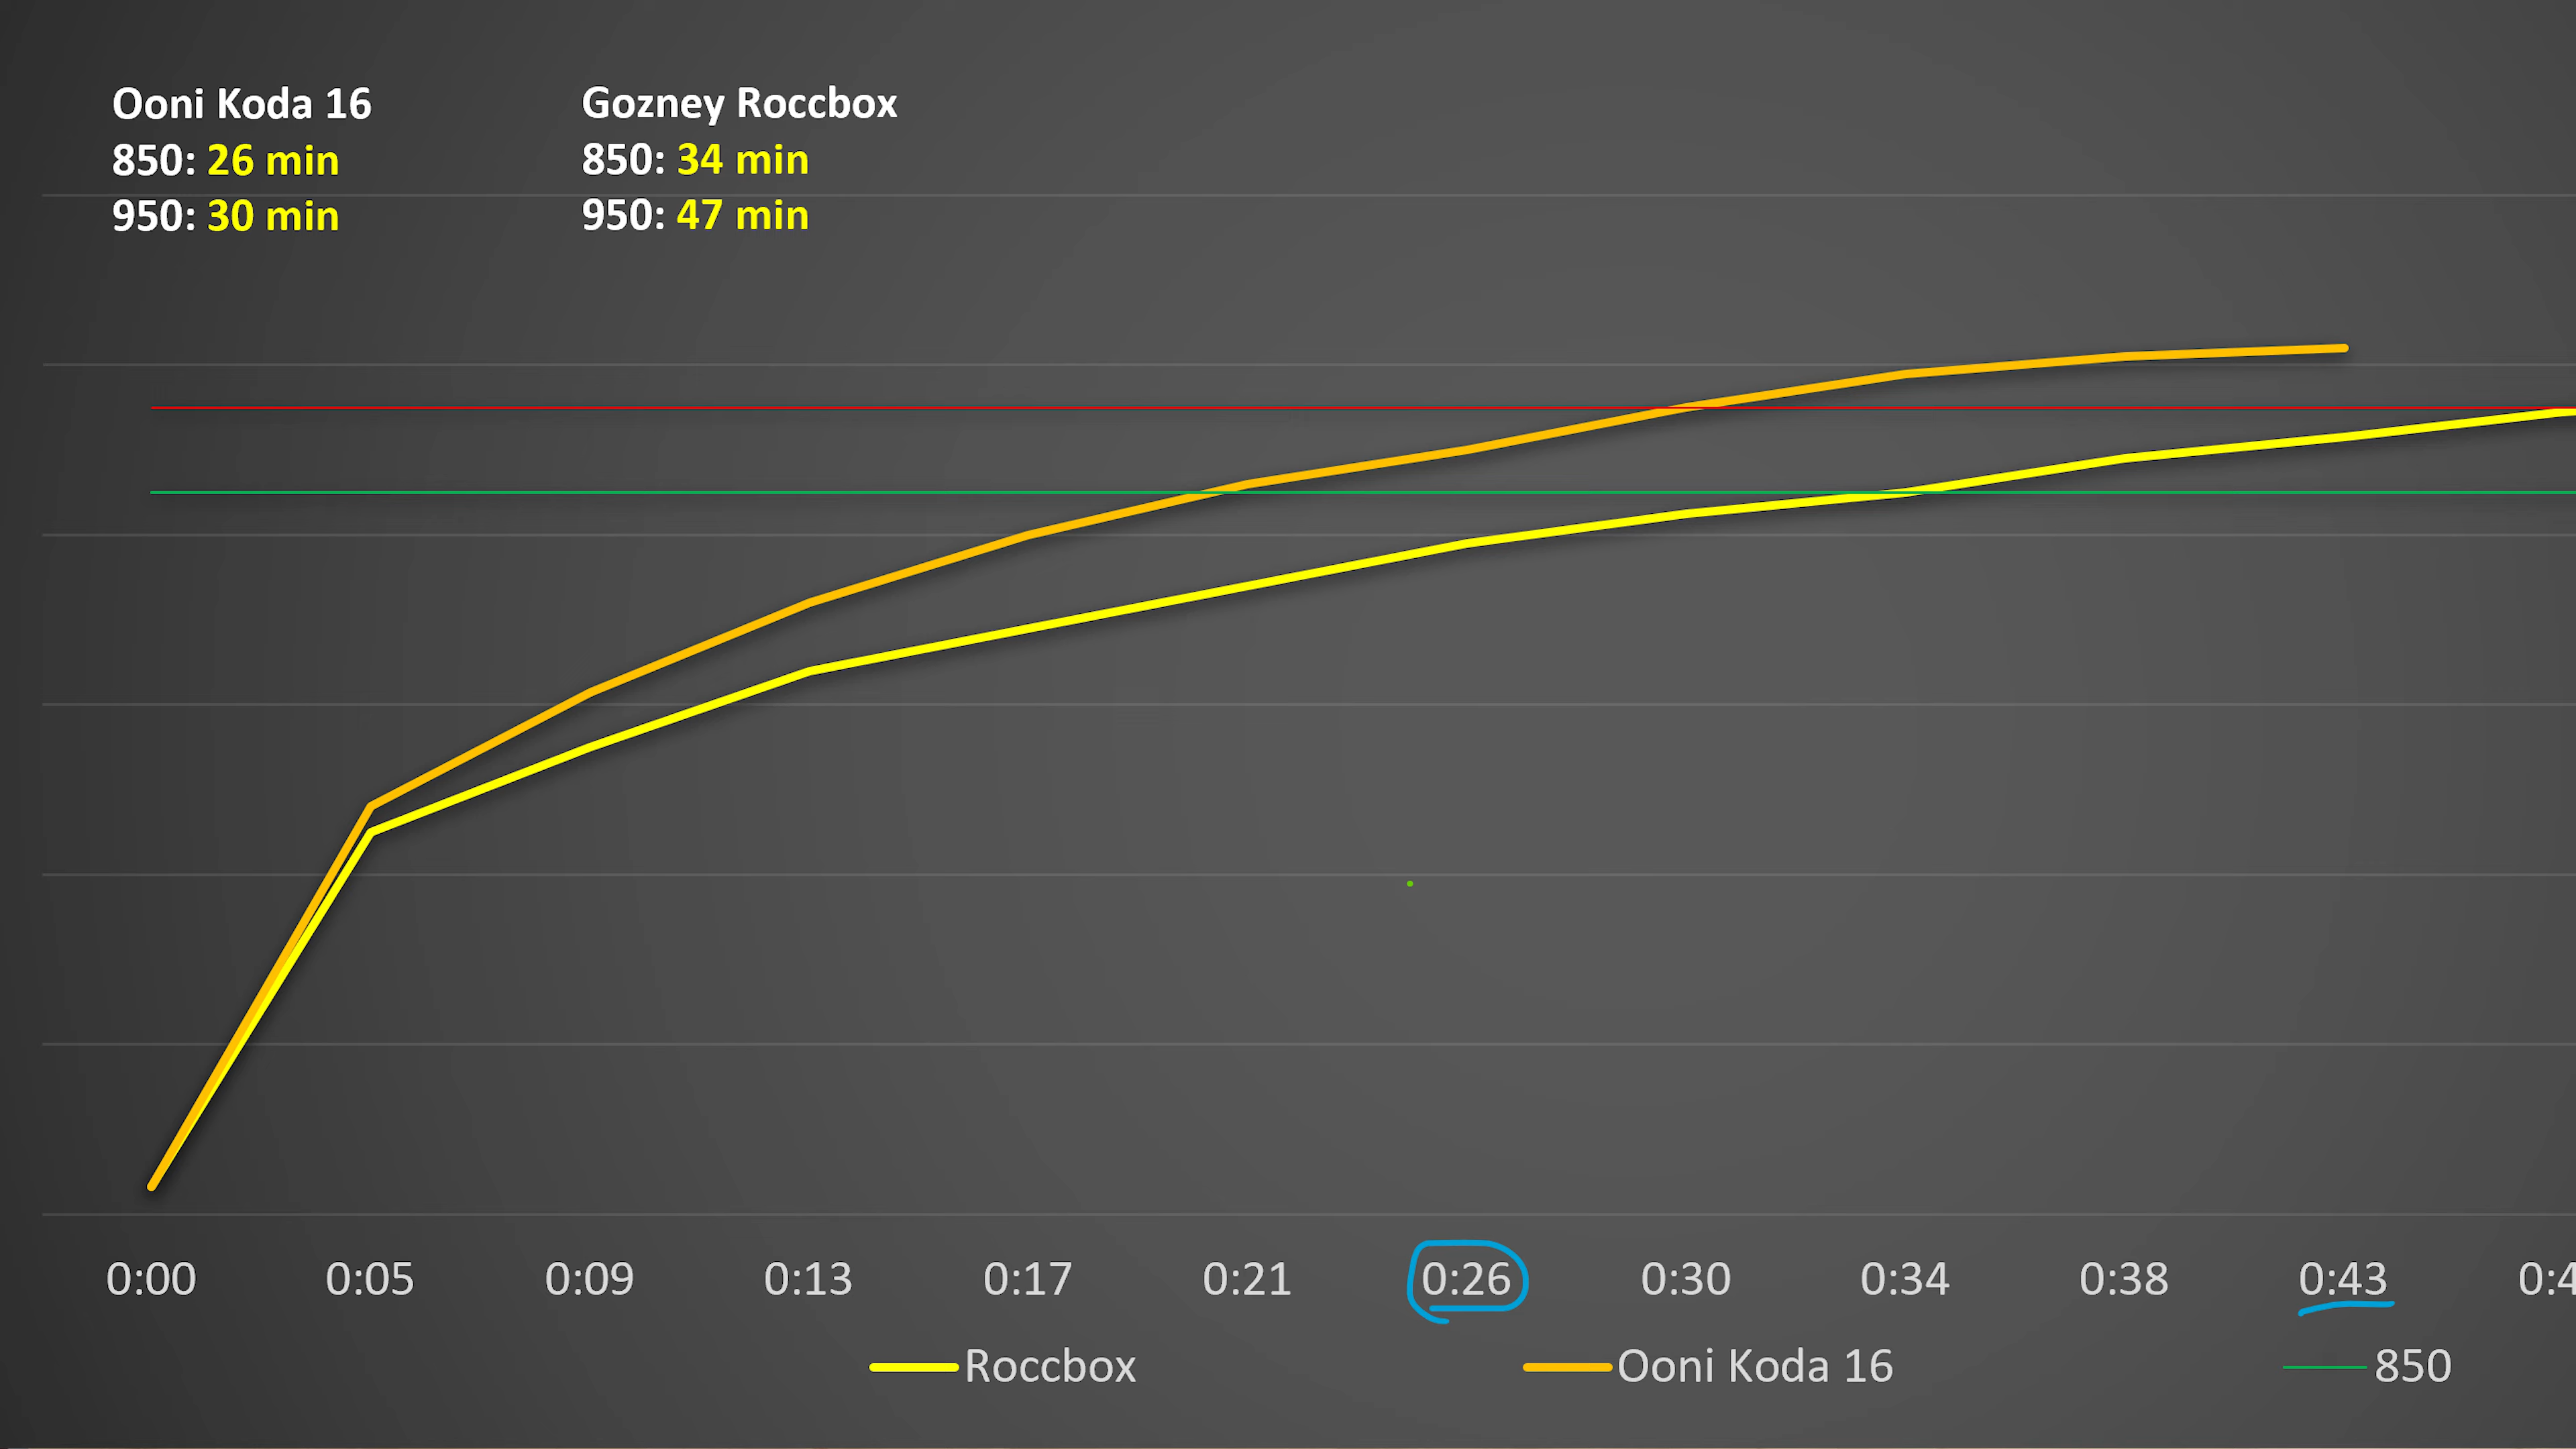 Ooni Koda 16
850: 26 min
950: 30 min
Gozney Roccbox
850: 34 min
950: 47 min
0:00 0:05 0:09 0:13 0:17 0:21 0:26 0:30 0:34 0:38 0:43 0:4
Roccbox Ooni Koda 16 850